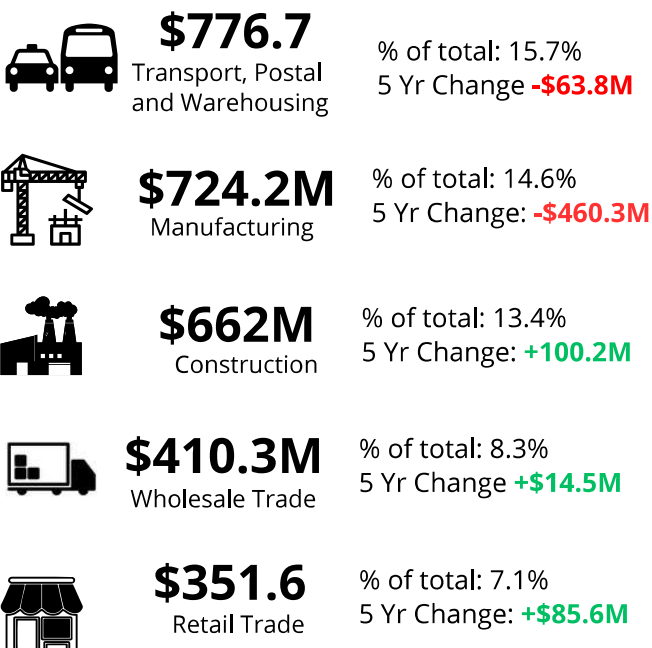 $776.7
Transport, Postal
and Warehousing
% of total: 15.7%
5 Yr Change -$63.8M
$724.2M
Manufacturing
% of total: 14.6%
5 Yr Change: -$460.3M
$662M
Construction
% of total: 13.4%
5 Yr Change: +100.2M
$410.3M
Wholesale Trade
% of total: 8.3%
5 Yr Change +$14.5M
$351.6
Retail Trade
% of total: 7.1%
5 Yr Change: +$85.6M